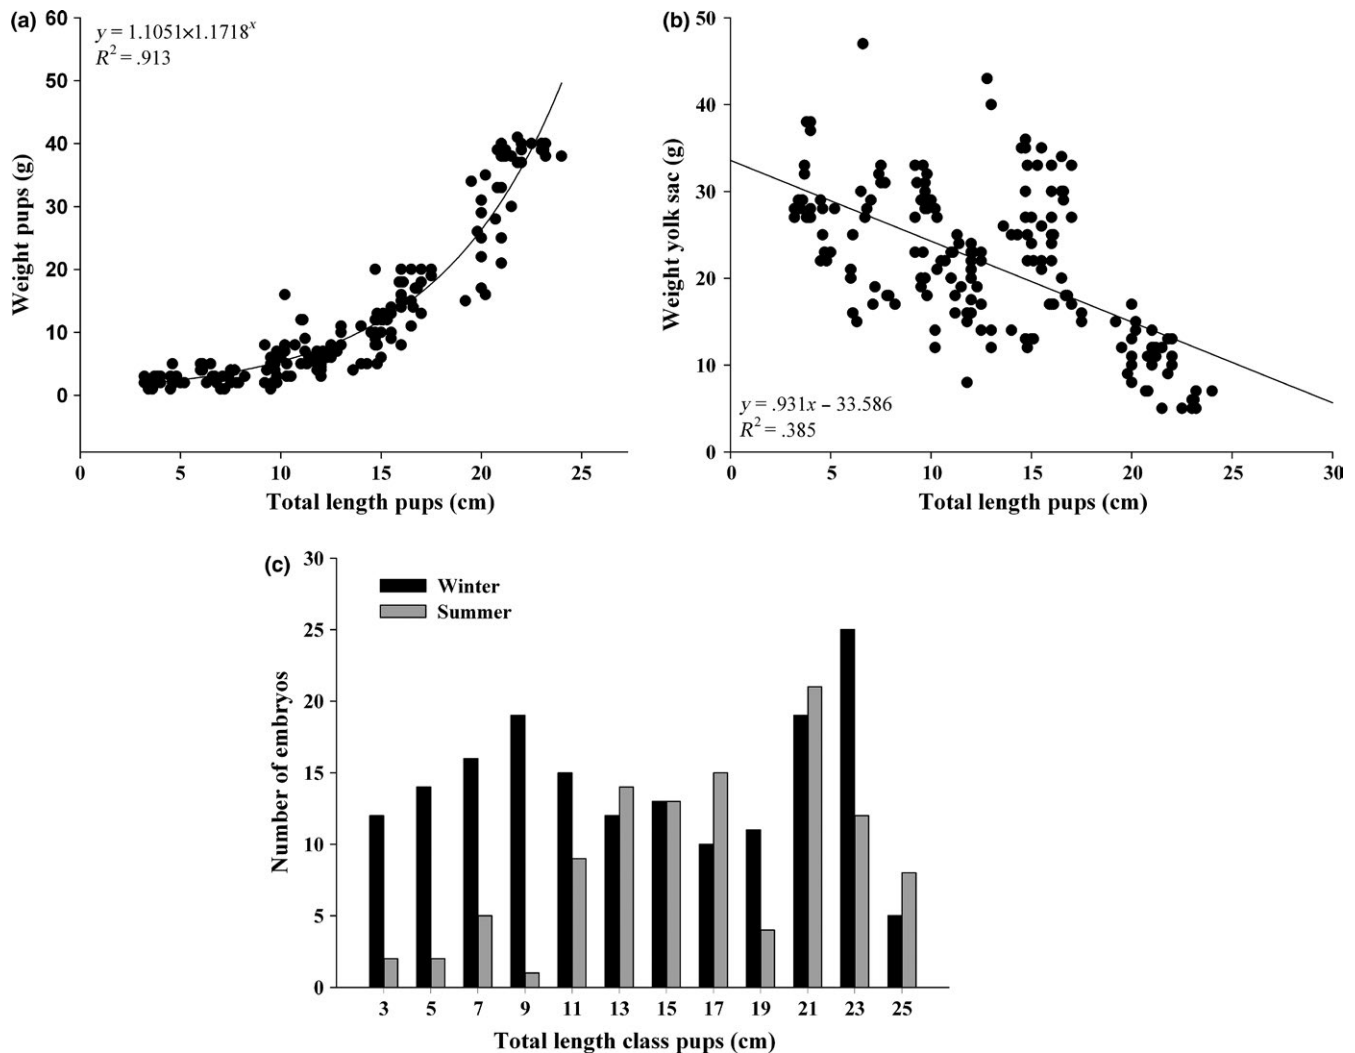 (a)
y = 1.1051×1.1718^x
R² = .913
60
50
40
30
20
10
0
Weight pups (g)
0 5 10 15 20 25
Total length pups (cm)
(b)
50
40
30
20
10
0
Weight yolk sac (g)
y = .931x – 33.586
R² = .385
0 5 10 15 20 25 30
Total length pups (cm)
(c)
30
25
20
15
10
5
0
Number of embryos
Winter
Summer
3 5 7 9 11 13 15 17 19 21 23 25
Total length class pups (cm)